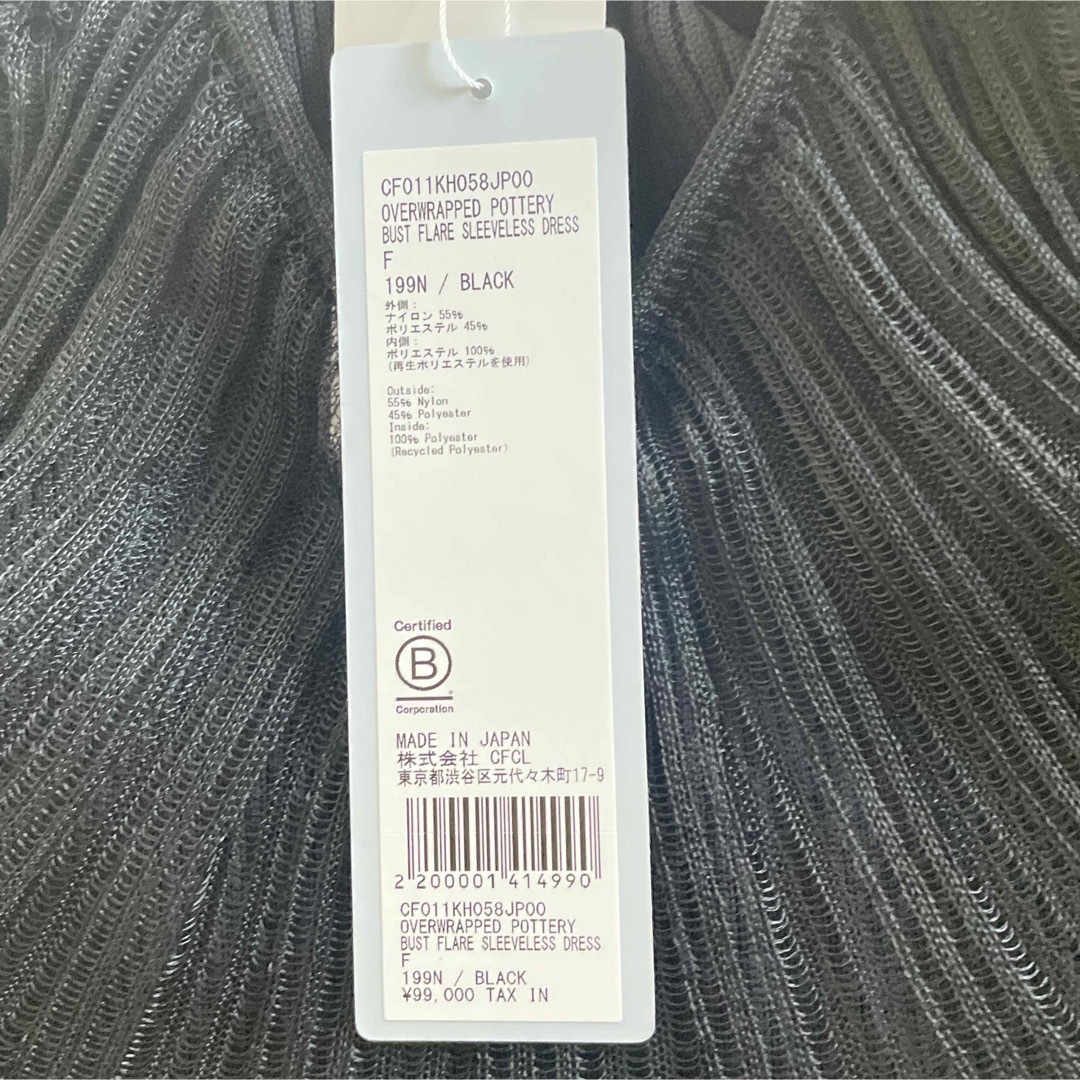 CF011KH058JP00
OVERWRAPPED POTTERY
BUST FLARE SLEEVELESS DRESS
F
199N / BLACK
外側：
ナイロン 55%
ポリエステル 45%
内側：
ポリエステル 100%
(再生ポリエステルを使用)
Outside:
55% Nylon
45% Polyester
Inside:
100% Polyester
(Recycled Polyester)
Certified
B
Corporation
MADE IN JAPAN
株式会社 CFCL
東京都渋谷区元代々木町17-9
2 200001 414990
CF011KH058JP00
OVERWRAPPED POTTERY
BUST FLARE SLEEVELESS DRESS
F
199N / BLACK
¥99,000 TAX IN